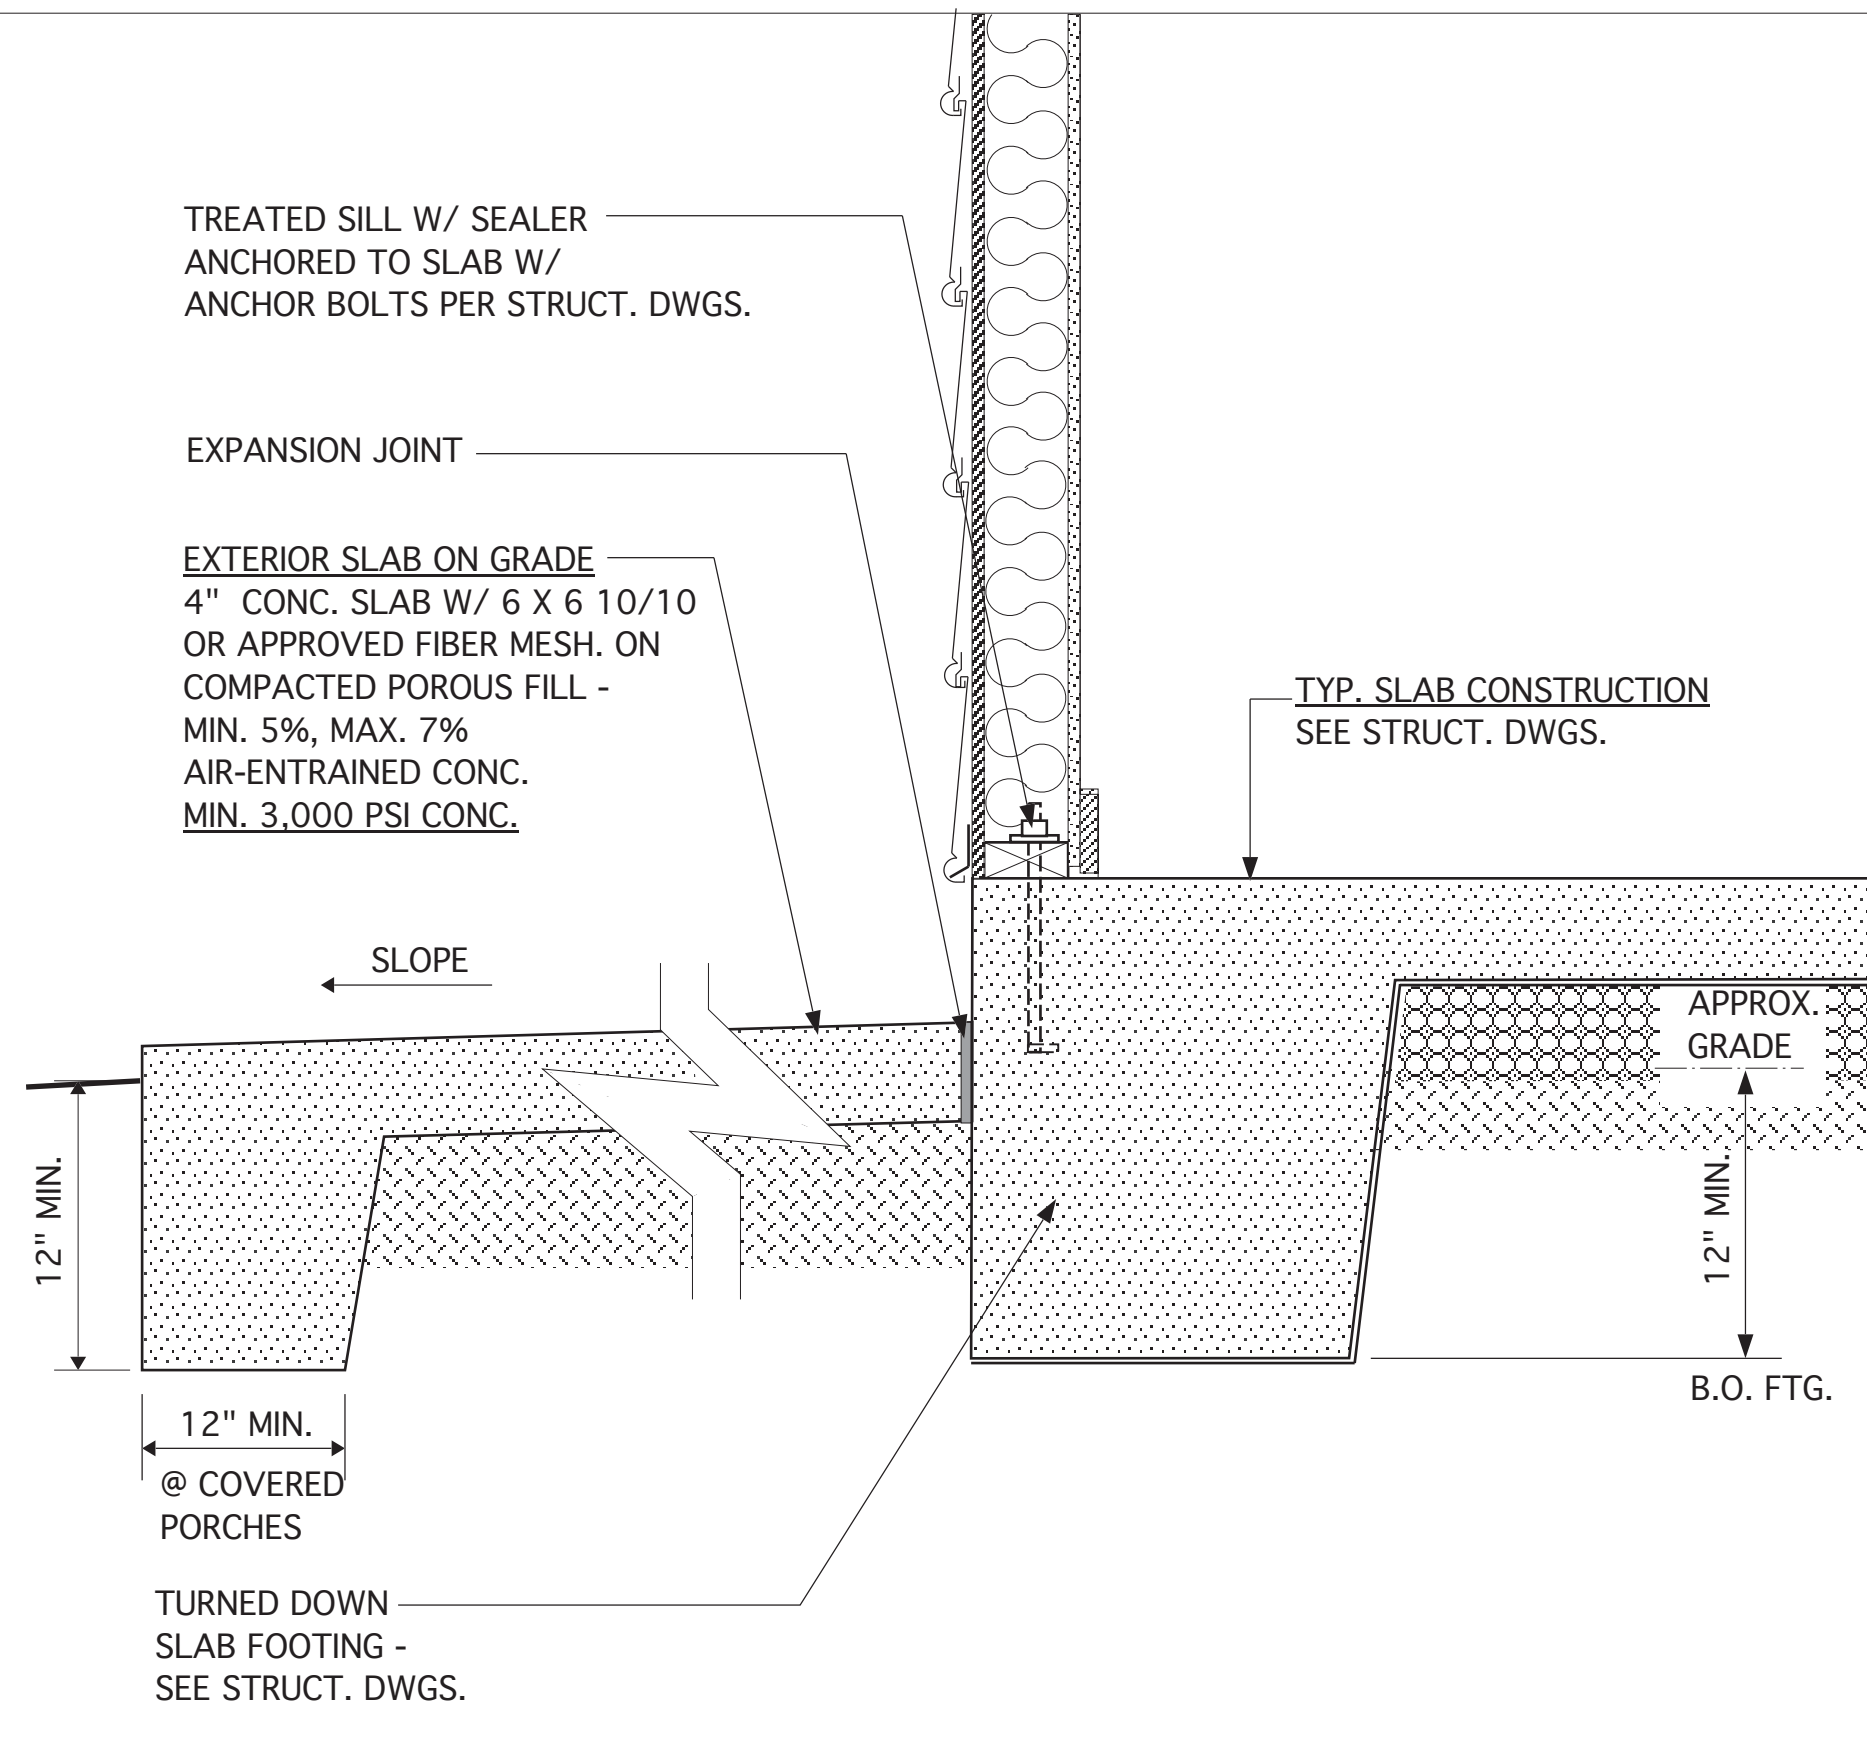 TREATED SILL W/ SEALER
ANCHORED TO SLAB W/
ANCHOR BOLTS PER STRUCT. DWGS.
EXPANSION JOINT
EXTERIOR SLAB ON GRADE
4" CONC. SLAB W/ 6 X 6 10/10
OR APPROVED FIBER MESH. ON
COMPACTED POROUS FILL -
MIN. 5%, MAX. 7%
AIR-ENTRAINED CONC.
MIN. 3,000 PSI CONC.
TYP. SLAB CONSTRUCTION
SEE STRUCT. DWGS.
SLOPE
APPROX.
GRADE
12" MIN.
12" MIN.
B.O. FTG.
12" MIN.
@ COVERED
PORCHES
TURNED DOWN
SLAB FOOTING -
SEE STRUCT. DWGS.